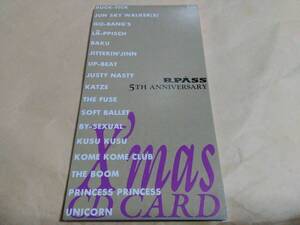 BUCK-TICK
JUN SKY WALKER(S)
GO-BANG'S
LÄ-PPISCH
BAKU
JITTERIN'JINN
UP-BEAT
JUSTY NASTY
KATZE
THE FUSE
SOFT BALLET
BY-SEXUAL
KUSU KUSU
KOME KOME CLUB
THE BOOM
PRINCESS PRINCESS
UNICORN
B.PASS
5TH ANNIVERSARY
X'mas
CD CARD